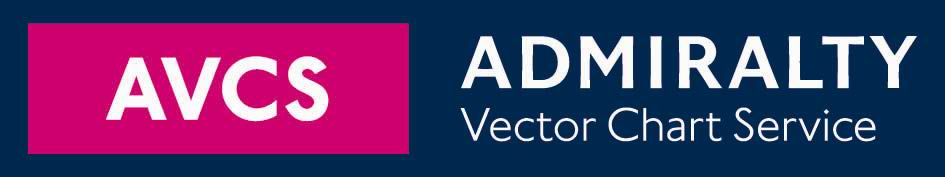 AVCS
ADMIRALTY
Vector Chart Service